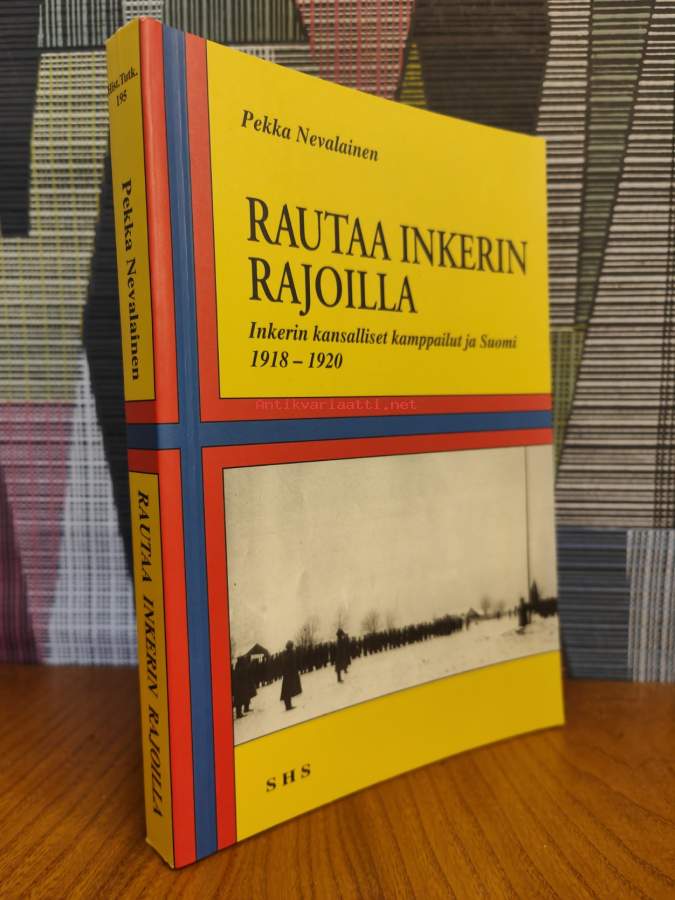 Hist. Tutk.
195
Pekka Nevalainen
RAUTAA INKERIN RAJOILLA
Pekka Nevalainen
RAUTAA INKERIN
RAJOILLA
Inkerin kansalliset kamppailut ja Suomi
1918 – 1920
Antikvariaatti.net
SHS